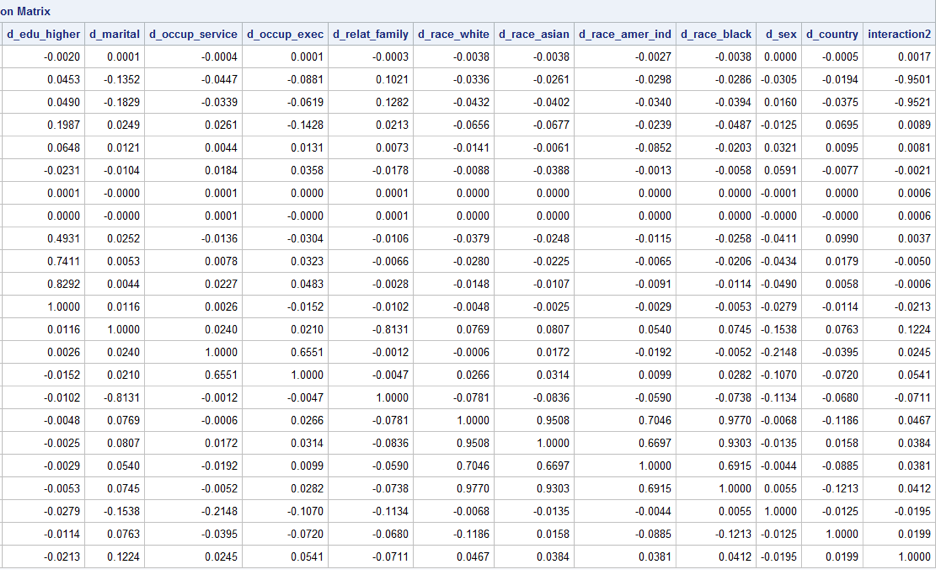 on Matrix
d_edu_higher d_marital d_occup_service d_occup_exec d_relat_family d_race_white d_race_asian d_race_amer_ind d_race_black d_sex d_country interaction2
-0.0020 0.0001 -0.0004 0.0001 -0.0003 -0.0038 -0.0038 -0.0027 -0.0038 0.0000 -0.0005 0.0017
0.0453 -0.1352 -0.0447 -0.0881 0.1021 -0.0336 -0.0261 -0.0298 -0.0286 -0.0305 -0.0194 -0.9501
0.0490 -0.1829 -0.0339 -0.0619 0.1282 -0.0432 -0.0402 -0.0340 -0.0394 0.0160 -0.0375 -0.9521
0.1987 0.0249 0.0261 -0.1428 0.0213 -0.0656 -0.0677 -0.0239 -0.0487 -0.0125 0.0695 0.0089
0.0648 0.0121 0.0044 0.0131 0.0073 -0.0141 -0.0061 -0.0852 -0.0203 0.0321 0.0095 0.0081
-0.0231 -0.0104 0.0184 0.0358 -0.0178 -0.0088 -0.0388 -0.0013 -0.0058 0.0591 -0.0077 -0.0021
0.0001 -0.0000 0.0001 0.0000 0.0001 0.0000 0.0000 0.0000 0.0000 -0.0001 0.0000 0.0006
0.0000 -0.0000 0.0001 -0.0000 0.0001 0.0000 0.0000 0.0000 0.0000 -0.0000 0.0000 0.0006
0.4931 0.0252 -0.0136 -0.0304 -0.0106 -0.0379 -0.0248 -0.0115 -0.0258 -0.0411 0.0990 0.0037
0.7411 0.0053 0.0078 0.0323 -0.0066 -0.0280 -0.0225 -0.0065 -0.0206 -0.0434 0.0179 -0.0050
0.8292 0.0044 0.0227 0.0483 -0.0028 -0.0148 -0.0107 -0.0091 -0.0114 -0.0490 0.0058 -0.0006
1.0000 0.0116 0.0026 -0.0152 -0.0102 -0.0048 -0.0025 -0.0029 -0.0053 -0.0279 -0.0114 -0.0213
0.0116 1.0000 0.0240 0.0210 -0.8131 0.0769 0.0807 0.0540 0.0745 -0.1538 0.0763 0.1224
0.0026 0.0240 1.0000 0.6551 -0.0012 -0.0006 0.0172 -0.0192 -0.0052 -0.2148 -0.0395 0.0245
-0.0152 0.0210 0.6551 1.0000 -0.0047 0.0266 0.0314 0.0099 0.0282 -0.1070 -0.0720 0.0541
-0.0102 -0.8131 -0.0012 -0.0047 1.0000 -0.0781 -0.0836 -0.0590 -0.0738 -0.1134 -0.0680 -0.0711
-0.0048 0.0769 -0.0006 0.0266 -0.0781 1.0000 0.9508 0.7046 0.9770 -0.0068 -0.1186 0.0467
-0.0025 0.0807 0.0172 0.0314 -0.0836 0.9508 1.0000 0.6697 0.9303 -0.0135 0.0158 0.0384
-0.0029 0.0540 -0.0192 0.0099 -0.0590 0.7046 0.6697 1.0000 0.6915 -0.0044 -0.0885 0.0381
-0.0053 0.0745 -0.0052 0.0282 -0.0738 0.9770 0.9303 0.6915 1.0000 0.0055 -0.1213 0.0412
-0.0279 -0.1538 -0.2148 -0.1070 -0.1134 -0.0068 -0.0135 -0.0044 0.0055 1.0000 -0.0125 -0.0195
-0.0114 0.0763 -0.0395 -0.0720 -0.0680 -0.1186 0.0158 -0.0885 -0.1213 -0.0125 1.0000 0.0199
-0.0213 0.1224 0.0245 0.0541 -0.0711 0.0467 0.0384 0.0381 0.0412 -0.0195 0.0199 1.0000